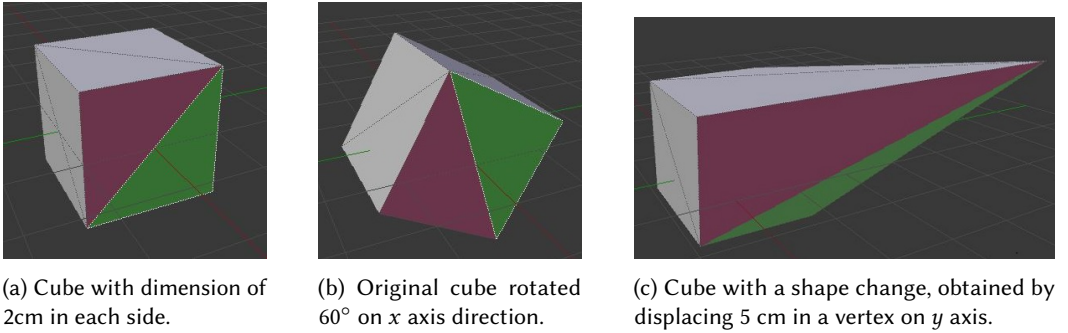 (a) Cube with dimension of
2cm in each side.
(b) Original cube rotated
60° on x axis direction.
(c) Cube with a shape change, obtained by
displacing 5 cm in a vertex on y axis.